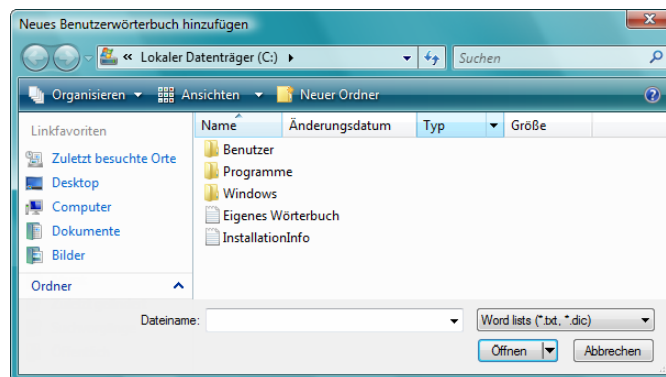 Neues Benutzerwörterbuch hinzufügen
« Lokaler Datenträger (C:) Suchen
Organisieren Ansichten Neuer Ordner
Linkfavoriten
Zuletzt besuchte Orte
Desktop
Computer
Dokumente
Bilder
Ordner
Name Änderungsdatum Typ Größe
Benutzer
Programme
Windows
Eigenes Wörterbuch
InstallationInfo
Dateiname: Word lists (*.txt, *.dic)
Öffnen Abbrechen